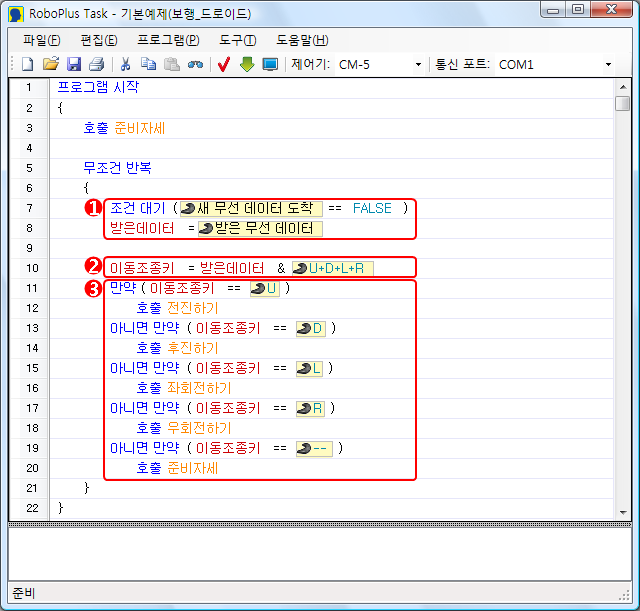 RoboPlus Task - 기본예제(보행_드로이드)
파일(F) 편집(E) 프로그램(P) 도구(T) 도움말(H)
제어기: CM-5 통신 포트: COM1
1 프로그램 시작
2 {
3 호출 준비자세
4
5 무조건 반복
6 {
7 ① 조건 대기 ( 새 무선 데이터 도착 == FALSE )
8 받은데이터 = 받은 무선 데이터
9
10 ② 이동조종키 = 받은데이터 & U+D+L+R
11 ③ 만약 ( 이동조종키 == U )
12 호출 전진하기
13 아니면 만약 ( 이동조종키 == D )
14 호출 후진하기
15 아니면 만약 ( 이동조종키 == L )
16 호출 좌회전하기
17 아니면 만약 ( 이동조종키 == R )
18 호출 우회전하기
19 아니면 만약 ( 이동조종키 == -- )
20 호출 준비자세
21 }
22 }
준비